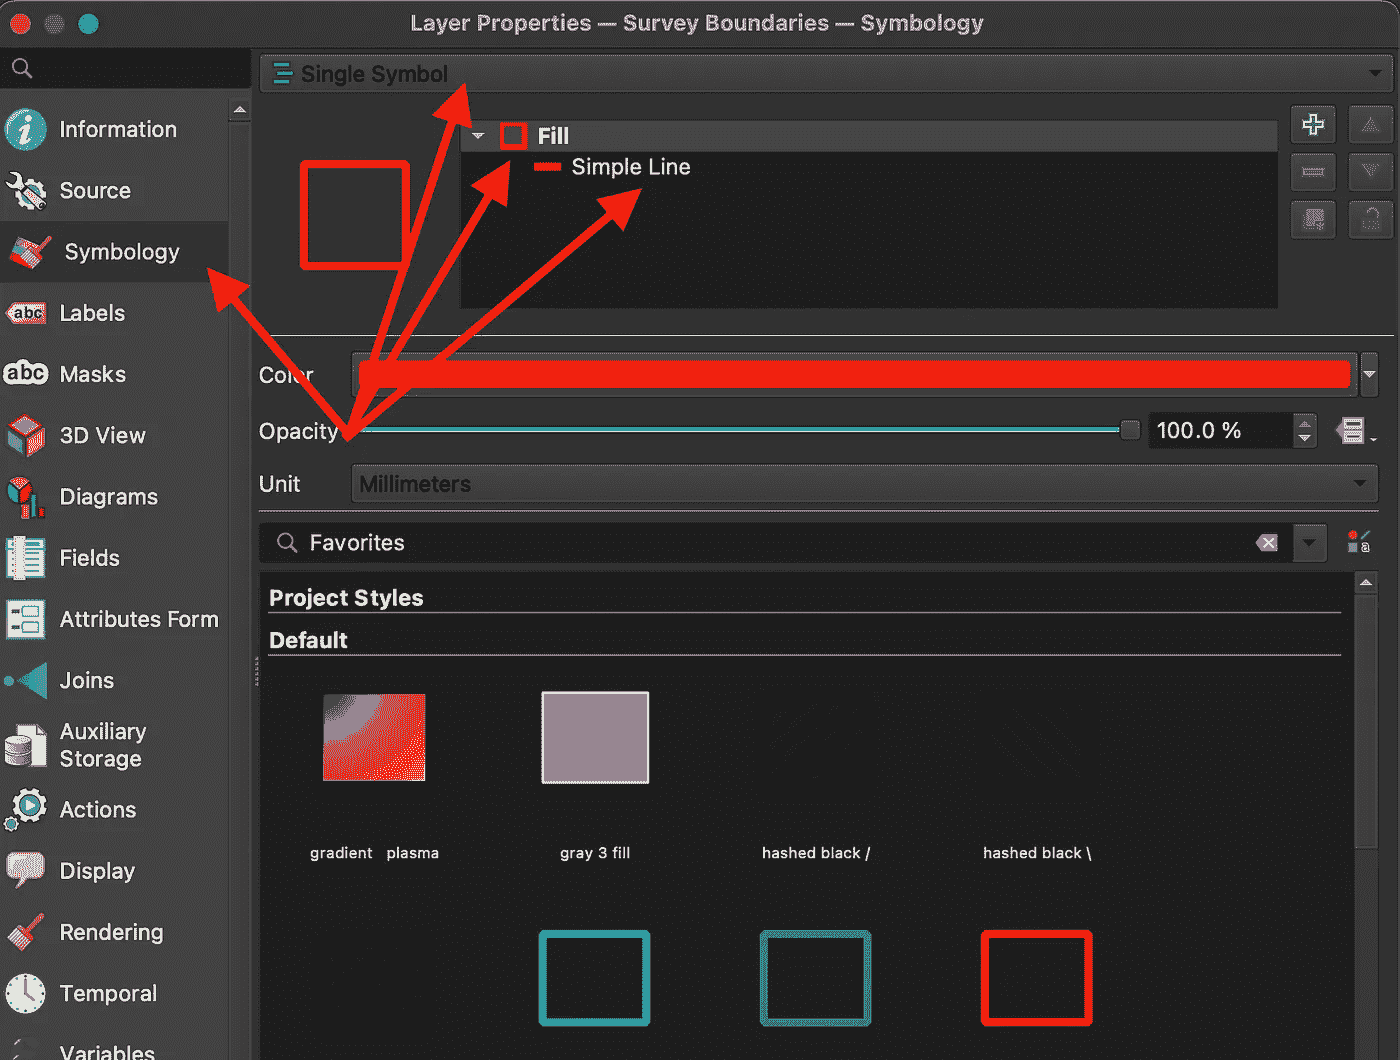 Layer Properties — Survey Boundaries — Symbology
Single Symbol
Information
Source
Symbology
Labels
Masks
3D View
Diagrams
Fields
Attributes Form
Joins
Auxiliary
Storage
Actions
Display
Rendering
Temporal
Variables
Fill
Simple Line
Color
Opacity
100.0 %
Unit
Millimeters
Favorites
Project Styles
Default
gradient plasma
gray 3 fill
hashed black /
hashed black \
abc
abc
a